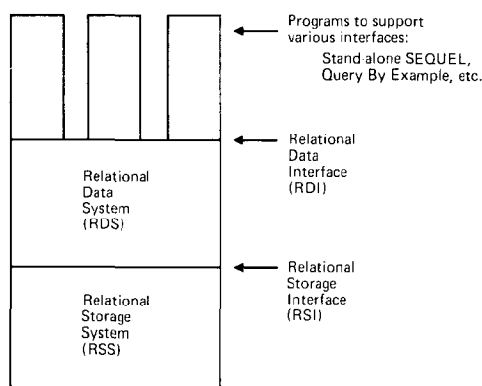 Programs to support
various interfaces:
Stand-alone SEQUEL,
Query By Example, etc.
Relational
Data
Interface
(RDI)
Relational
Data
System
(RDS)
Relational
Storage
Interface
(RSI)
Relational
Storage
System
(RSS)